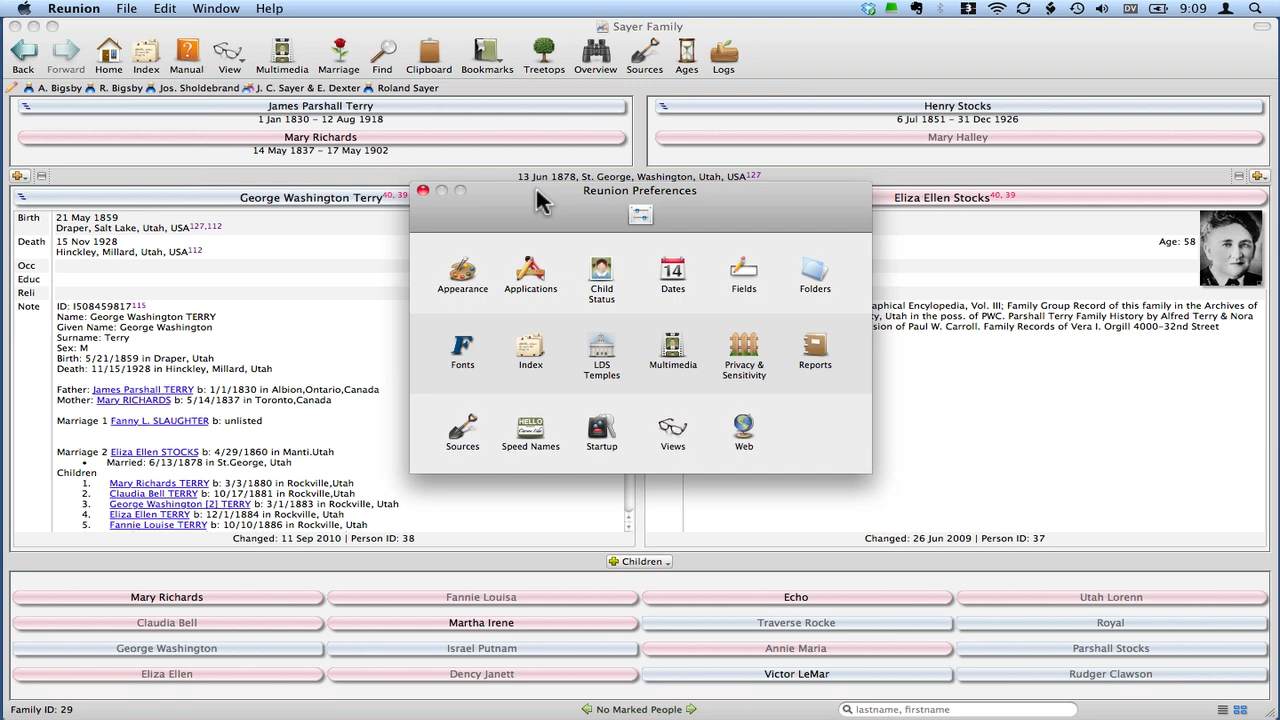 Reunion File Edit Window Help 3 DV 9:09
Sayer Family
Back Forward Home Index Manual View Multimedia Marriage Find Clipboard Bookmarks Treetops Overview Sources Ages Logs
A. Bigsby R. Bigsby Jos. Sholdebrand J. C. Sayer & E. Dexter Roland Sayer
James Parshall Terry
1 Jan 1830 – 12 Aug 1918
Mary Richards
14 May 1837 – 17 May 1902
Henry Stocks
6 Jul 1851 – 31 Dec 1926
Mary Halley
13 Jun 1878, St. George, Washington, Utah, USA127
George Washington Terry40, 39
Birth 21 May 1859
Draper, Salt Lake, Utah, USA127,112
Death 15 Nov 1928
Hinckley, Millard, Utah, USA112
Occ
Educ
Reli
Note ID: I508459817115
Name: George Washington TERRY
Given Name: George Washington
Surname: Terry
Sex: M
Birth: 5/21/1859 in Draper, Utah
Death: 11/15/1928 in Hinckley, Millard, Utah
Father: James Parshall TERRY b: 1/1/1830 in Albion,Ontario,Canada
Mother: Mary RICHARDS b: 5/14/1837 in Toronto,Canada
Marriage 1 Fanny L. SLAUGHTER b: unlisted
Marriage 2 Eliza Ellen STOCKS b: 4/29/1860 in Manti.Utah
• Married: 6/13/1878 in St.George, Utah
Children
1. Mary Richards TERRY b: 3/3/1880 in Rockville,Utah
2. Claudia Bell TERRY b: 10/17/1881 in Rockville,Utah
3. George Washington [2] TERRY b: 3/1/1883 in Rockville, Utah
4. Eliza Ellen TERRY b: 12/1/1884 in Rockville, Utah
5. Fannie Louise TERRY b: 10/10/1886 in Rockville, Utah
Changed: 11 Sep 2010 | Person ID: 38
Reunion Preferences
Appearance Applications Child Status 14 Dates Fields Folders
Fonts Index LDS Temples Multimedia Privacy & Sensitivity Reports
Sources HELLO Speed Names Startup Views Web
Eliza Ellen Stocks40, 39
Age: 58
aphical Encylopedia, Vol. III; Family Group Record of this family in the Archives of
, Utah in the poss. of PWC. Parshall Terry Family History by Alfred Terry & Nora
sion of Paul W. Carroll. Family Records of Vera I. Orgill 4000–32nd Street
Changed: 26 Jun 2009 | Person ID: 37
Children
Mary Richards Fannie Louisa Echo Utah Lorenn
Claudia Bell Martha Irene Traverse Rocke Royal
George Washington Israel Putnam Annie Maria Parshall Stocks
Eliza Ellen Dency Janett Victor LeMar Rudger Clawson
Family ID: 29 No Marked People lastname, firstname